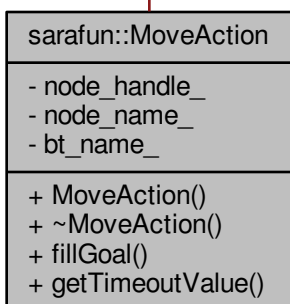 sarafun::MoveAction
- node_handle_
- node_name_
- bt_name_
+ MoveAction()
+ ~MoveAction()
+ fillGoal()
+ getTimeoutValue()